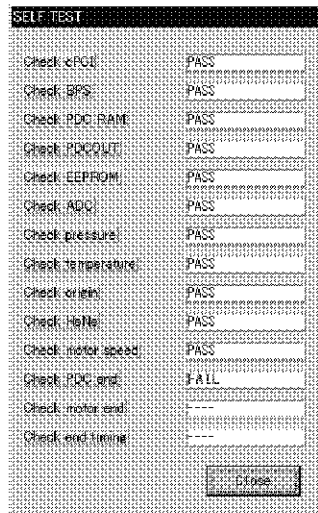 SELF TEST
Check cPCI PASS
Check BPS PASS
Check PDC RAM PASS
Check PDCOUT PASS
Check EEPROM PASS
Check ADC PASS
Check pressure PASS
Check temperature PASS
Check origin PASS
Check HeNe PASS
Check motor speed PASS
Check PDC end FAIL
Check motor end ----
Check end timing ----
Close